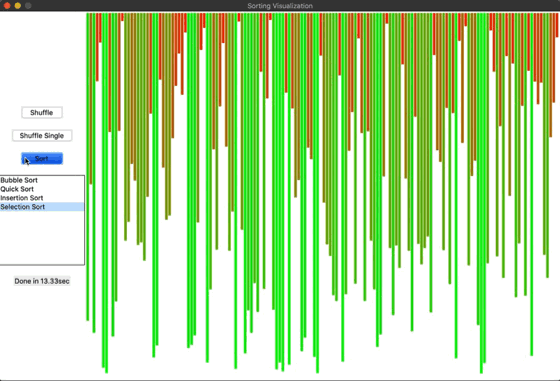 Sorting Visualization
Shuffle
Shuffle Single
Sort
Bubble Sort
Quick Sort
Insertion Sort
Selection Sort
Done in 13.33sec